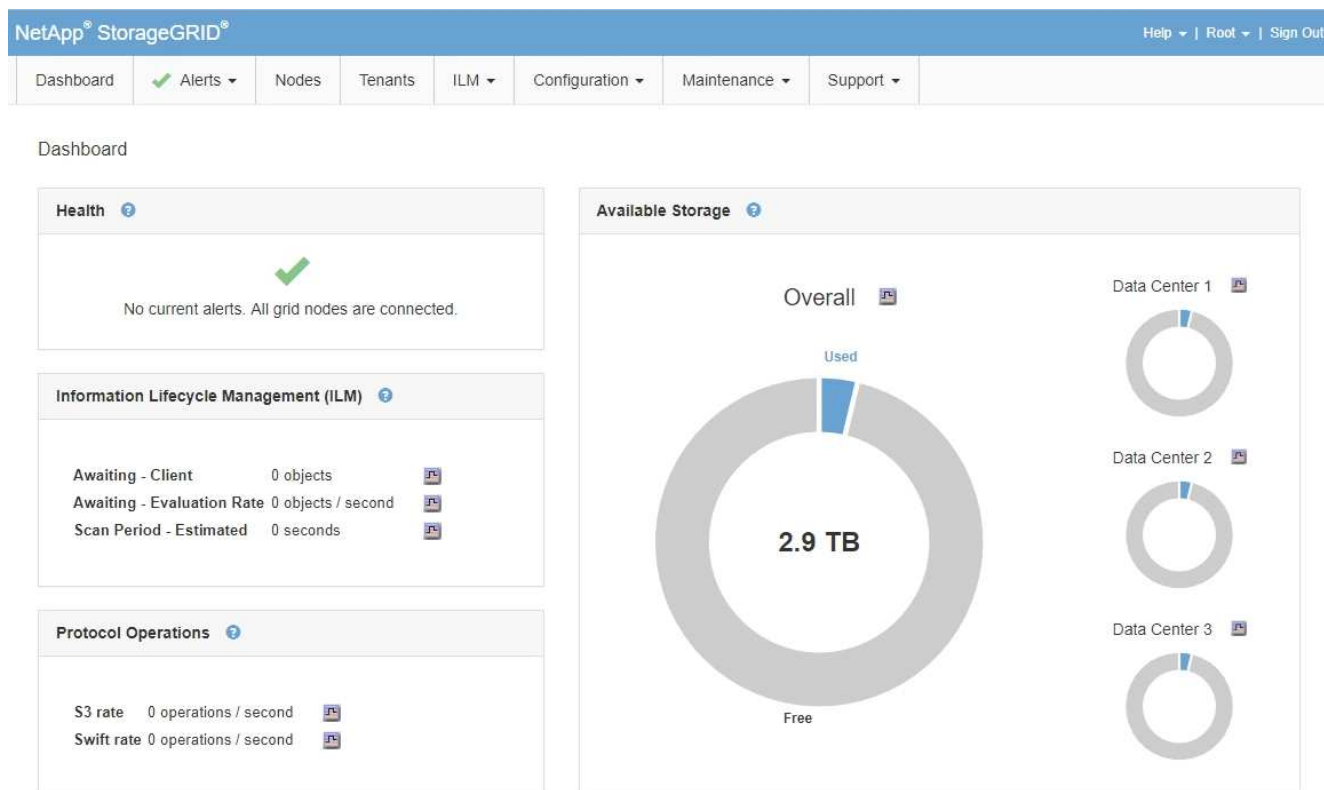 NetApp® StorageGRID®
Help | Root | Sign Out
Dashboard Alerts Nodes Tenants ILM Configuration Maintenance Support
Dashboard
Health
No current alerts. All grid nodes are connected.
Information Lifecycle Management (ILM)
Awaiting - Client 0 objects
Awaiting - Evaluation Rate 0 objects / second
Scan Period - Estimated 0 seconds
Protocol Operations
S3 rate 0 operations / second
Swift rate 0 operations / second
Available Storage
Overall
Used
2.9 TB
Free
Data Center 1
Data Center 2
Data Center 3